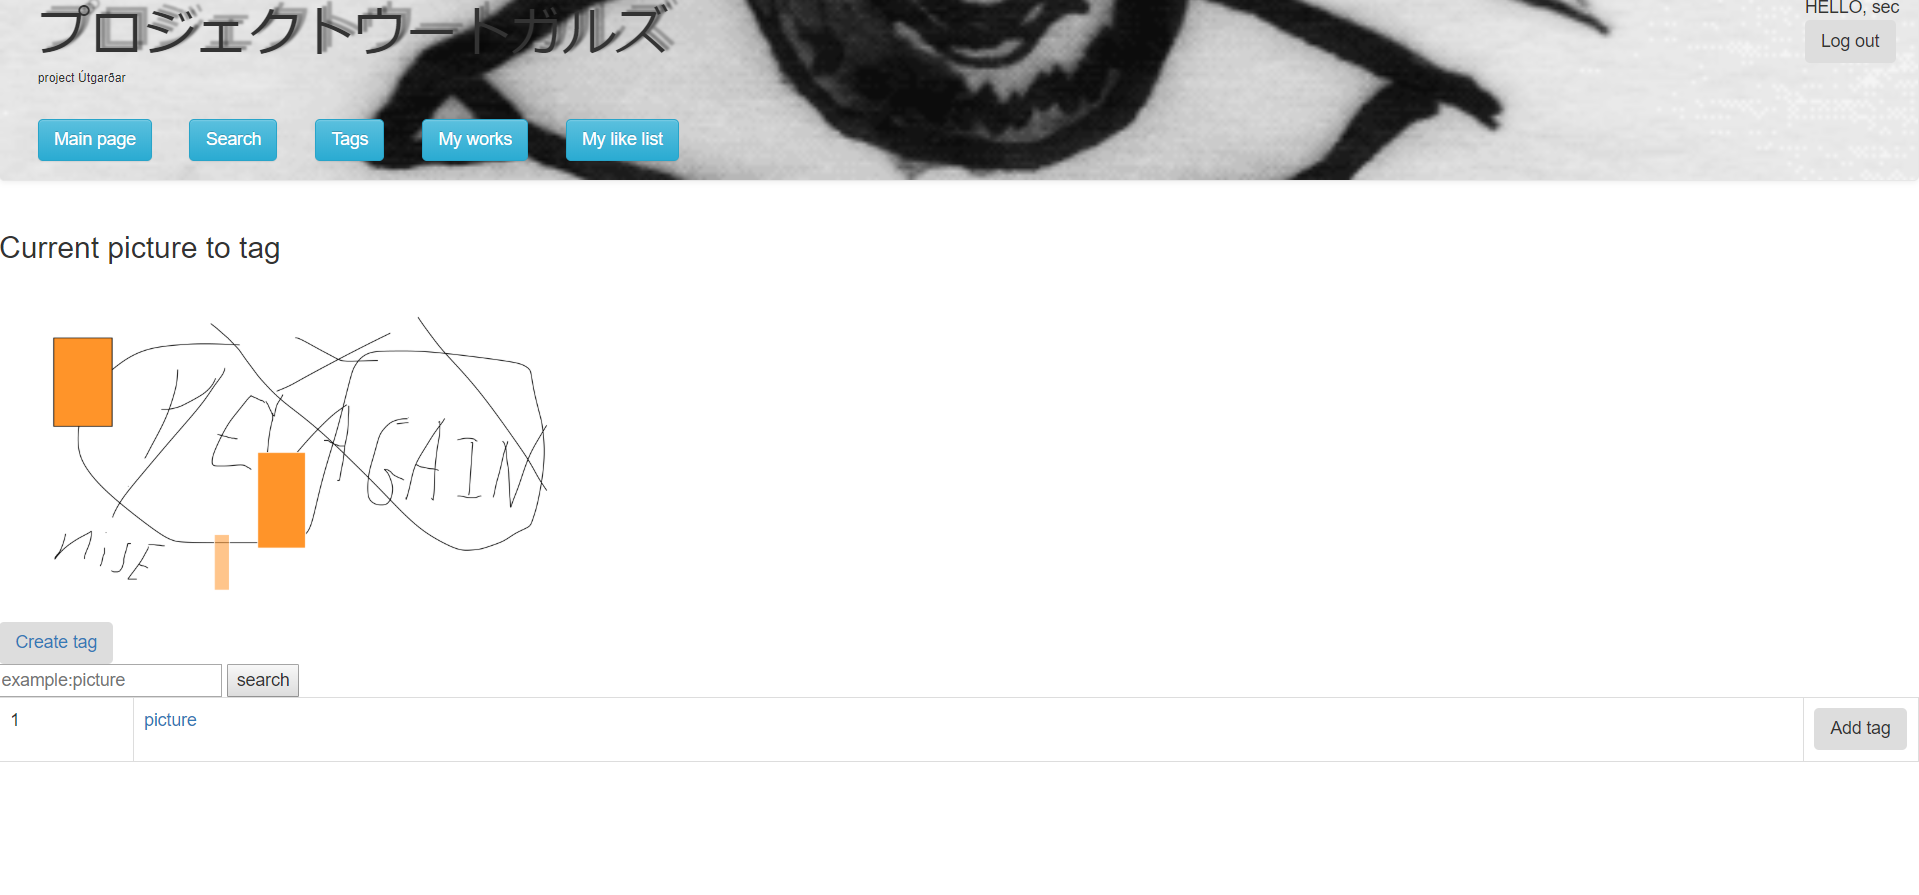 プロジェクトウートガルズ
HELLO, sec
Log out
project Útgarðar
Main page
Search
Tags
My works
My like list
Current picture to tag
AGAIN
Create tag
example:picture
search
1
picture
Add tag